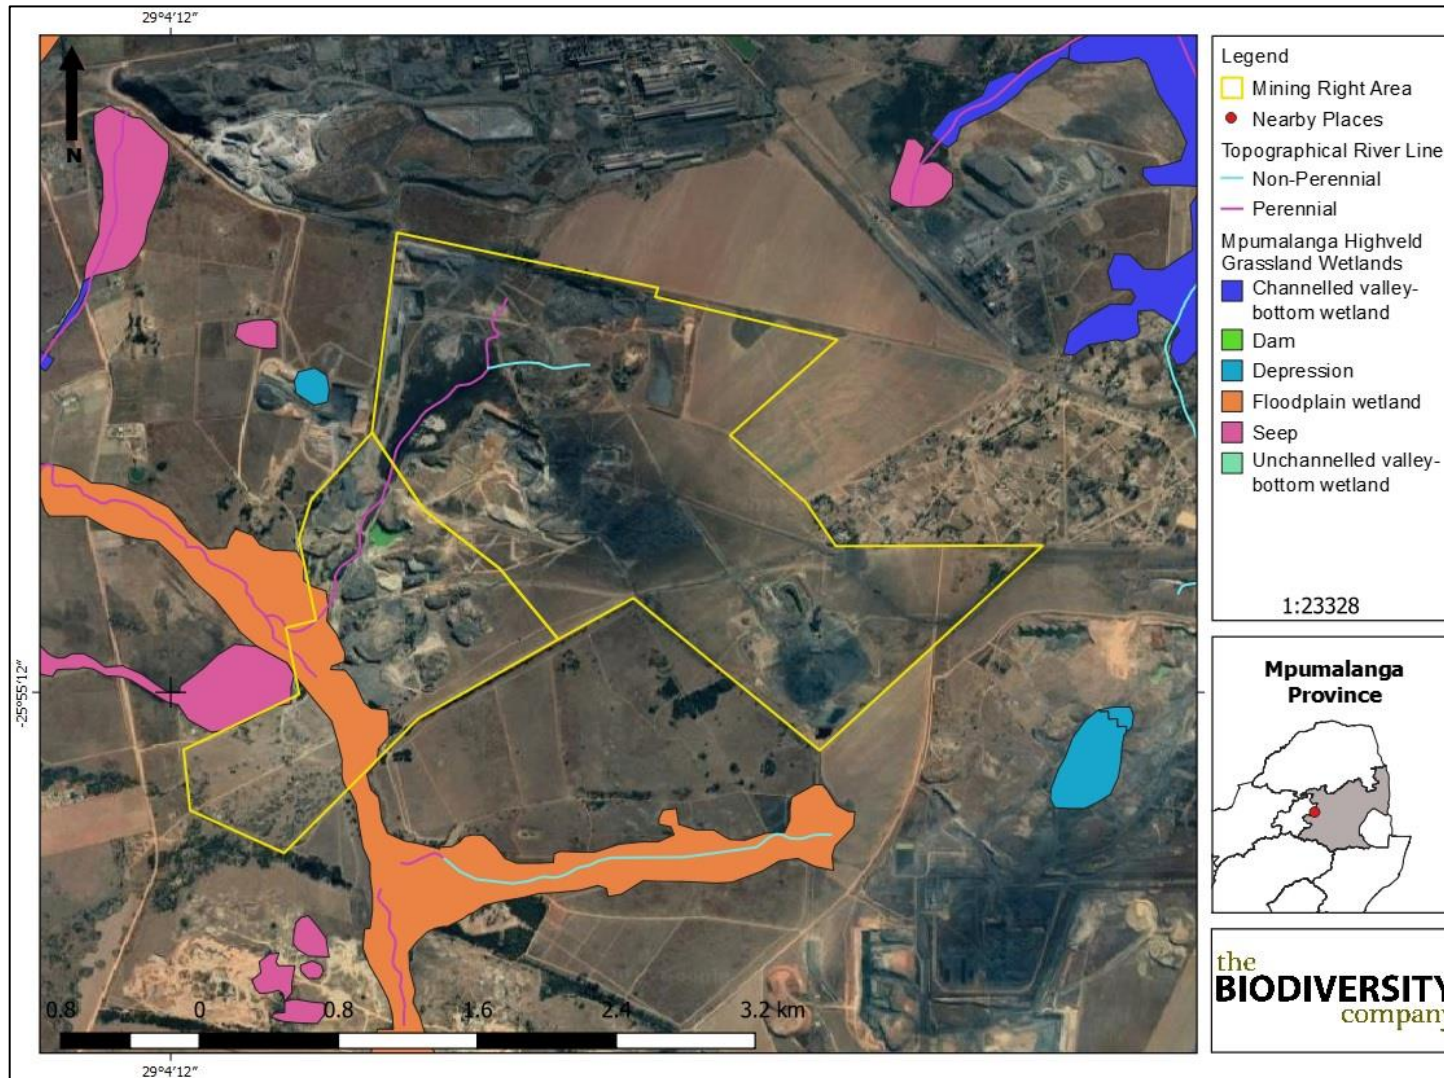 29°4'12"
N
-25°55'12"
0.8 0 0.8 1.6 2.4 3.2 km
29°4'12"
Legend
Mining Right Area
Nearby Places
Topographical River Line
Non-Perennial
Perennial
Mpumalanga Highveld
Grassland Wetlands
Channelled valley-
bottom wetland
Dam
Depression
Floodplain wetland
Seep
Unchannelled valley-
bottom wetland
1:23328
Mpumalanga
Province
the
BIODIVERSITY
company